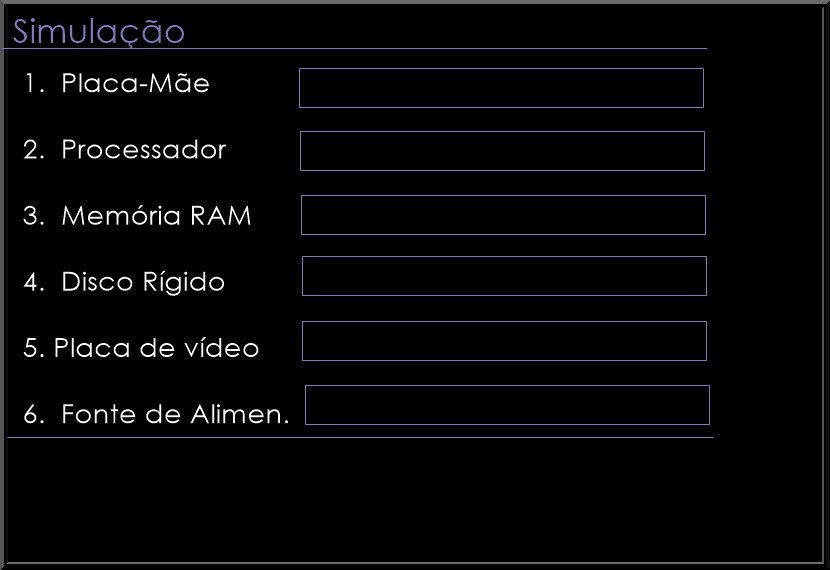 Simulação
1. Placa-Mãe
2. Processador
3. Memória RAM
4. Disco Rígido
5. Placa de vídeo
6. Fonte de Alimen.